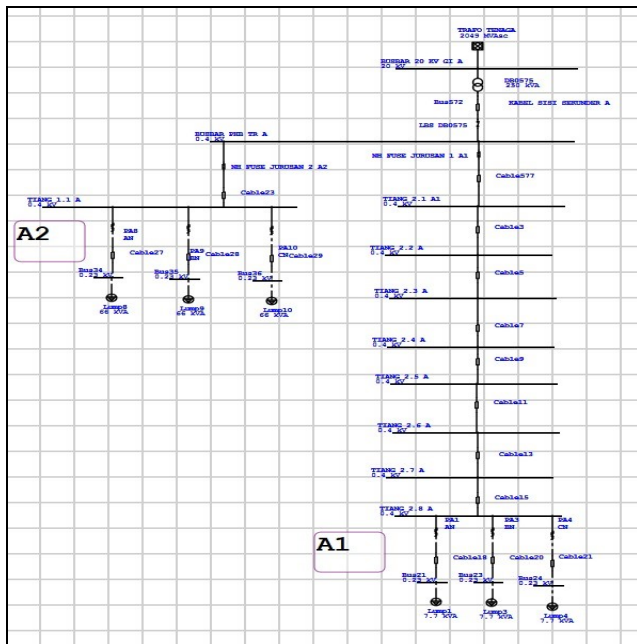 TRAFO TENAGA
2049 MVAsc
BUSBAR 20 KV GI A
20 kV
DB0575
250 kVA
Bus572
KABEL SISI SEKUNDER A
LBS DB0575
BUSBAR PHB TR A
0.4 kV
NH FUSE JURUSAN 2 A2
NH FUSE JURUSAN 1 A1
Cable23
Cable577
TIANG 1.1 A
0.4 kV
TIANG 2.1 A1
0.4 kV
A2
PA8
AN
PA9
BN
PA10
CN
Cable27
Cable28
Cable29
Bus34
0.23 kV
Bus35
0.23 kV
Bus36
0.23 kV
Lump8
66 kVA
Lump9
66 kVA
Lump10
66 kVA
Cable3
TIANG 2.2 A
0.4 kV
Cable5
TIANG 2.3 A
0.4 kV
Cable7
TIANG 2.4 A
0.4 kV
Cable9
TIANG 2.5 A
0.4 kV
Cable11
TIANG 2.6 A
0.4 kV
Cable13
TIANG 2.7 A
0.4 kV
Cable15
TIANG 2.8 A
0.4 kV
A1
PA1
AN
PA3
BN
PA4
CN
Cable18
Cable20
Cable21
Bus21
0.23 kV
Bus23
0.23 kV
Bus24
0.23 kV
Lump1
7.7 kVA
Lump3
7.7 kVA
Lump4
7.7 kVA